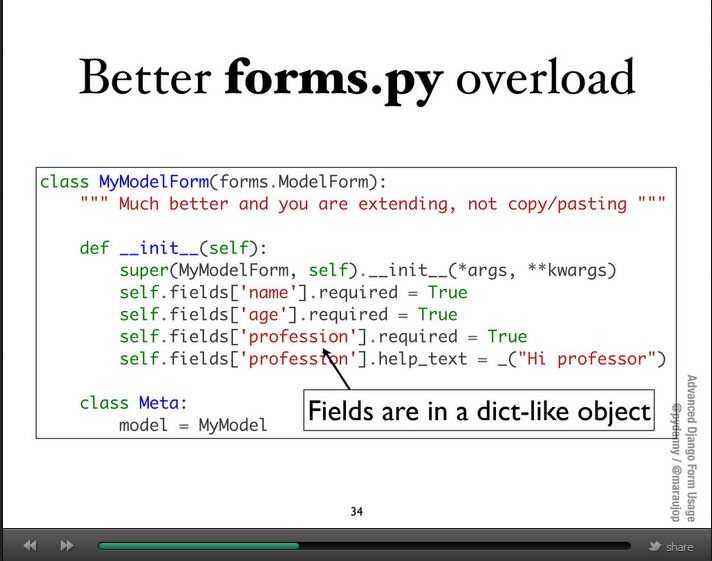 Better forms.py overload
class MyModelForm(forms.ModelForm):
    """ Much better and you are extending, not copy/pasting """
    def __init__(self):
        super(MyModelForm, self).__init__(*args, **kwargs)
        self.fields['name'].required = True
        self.fields['age'].required = True
        self.fields['profession'].required = True
        self.fields['profession'].help_text = _("Hi professor")
    class Meta:
        model = MyModel
Fields are in a dict-like object
Advanced Django Form Usage
@pydanny / @maraujop
34
share